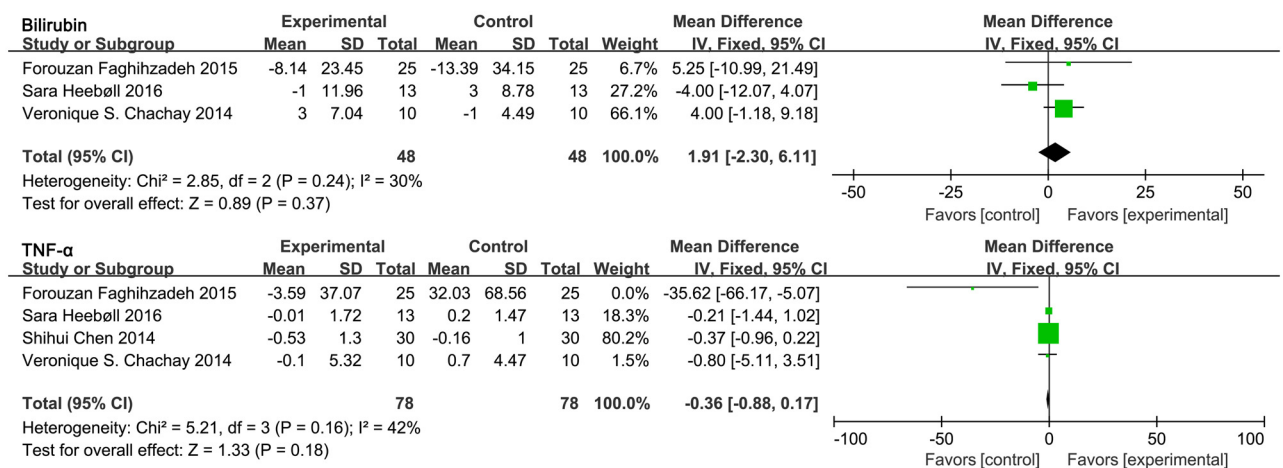 Bilirubin Experimental Control Mean Difference Mean Difference
Study or Subgroup Mean SD Total Mean SD Total Weight IV, Fixed, 95% CI IV, Fixed, 95% CI
Forouzan Faghihzadeh 2015 -8.14 23.45 25 -13.39 34.15 25 6.7% 5.25 [-10.99, 21.49]
Sara Heebøll 2016 -1 11.96 13 3 8.78 13 27.2% -4.00 [-12.07, 4.07]
Veronique S. Chachay 2014 3 7.04 10 -1 4.49 10 66.1% 4.00 [-1.18, 9.18]
Total (95% CI) 48 48 100.0% 1.91 [-2.30, 6.11]
Heterogeneity: Chi² = 2.85, df = 2 (P = 0.24); I² = 30%
Test for overall effect: Z = 0.89 (P = 0.37)
-50 -25 0 25 50
Favors [control] Favors [experimental]
TNF-α Experimental Control Mean Difference Mean Difference
Study or Subgroup Mean SD Total Mean SD Total Weight IV, Fixed, 95% CI IV, Fixed, 95% CI
Forouzan Faghihzadeh 2015 -3.59 37.07 25 32.03 68.56 25 0.0% -35.62 [-66.17, -5.07]
Sara Heebøll 2016 -0.01 1.72 13 0.2 1.47 13 18.3% -0.21 [-1.44, 1.02]
Shihui Chen 2014 -0.53 1.3 30 -0.16 1 30 80.2% -0.37 [-0.96, 0.22]
Veronique S. Chachay 2014 -0.1 5.32 10 0.7 4.47 10 1.5% -0.80 [-5.11, 3.51]
Total (95% CI) 78 78 100.0% -0.36 [-0.88, 0.17]
Heterogeneity: Chi² = 5.21, df = 3 (P = 0.16); I² = 42%
Test for overall effect: Z = 1.33 (P = 0.18)
-100 -50 0 50 100
Favors [control] Favors [experimental]